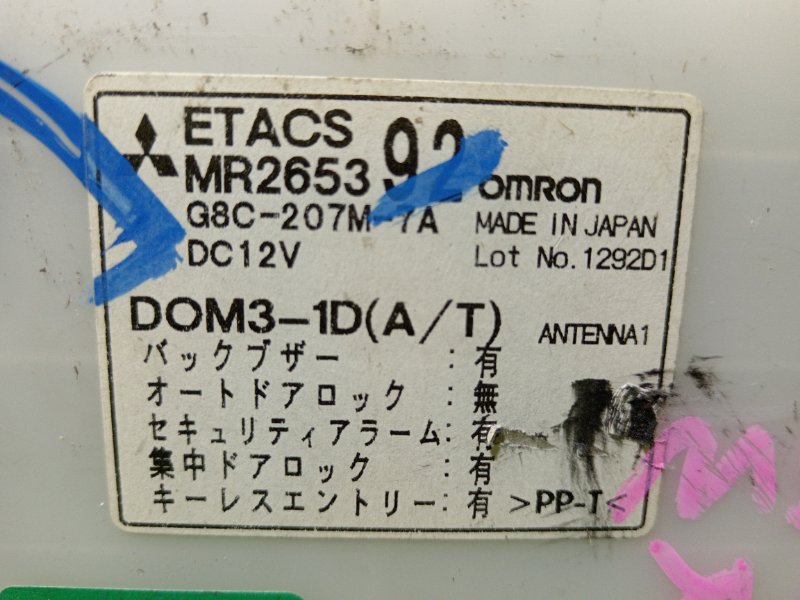 ETACS
MR265392
omron
G8C-207M-7A MADE IN JAPAN
DC12V Lot No.1292D1
DOM3-1D(A/T) ANTENNA1
バックブザー :有
オートドアロック :無
セキュリティアラーム:有
集中ドアロック :有
キーレスエントリー:有 >PP-T<